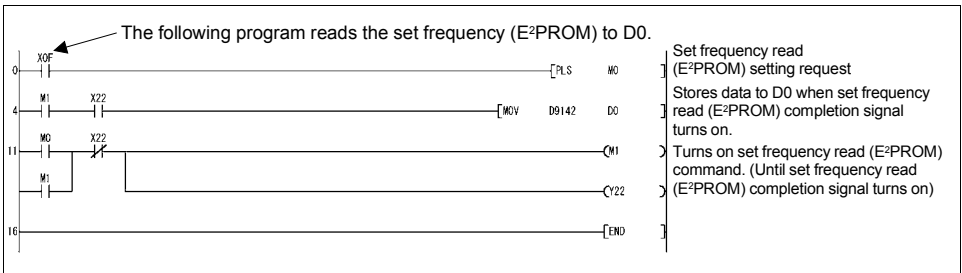 The following program reads the set frequency (E²PROM) to D0.
X0F
0
[PLS M0 ]
Set frequency read
(E²PROM) setting request
M1 X22
4
[MOV D9142 D0 ]
Stores data to D0 when set frequency
read (E²PROM) completion signal
turns on.
M0 X22
11
(M1 )
Turns on set frequency read (E²PROM)
command. (Until set frequency read
(E²PROM) completion signal turns on)
M1
(Y22 )
16
[END ]